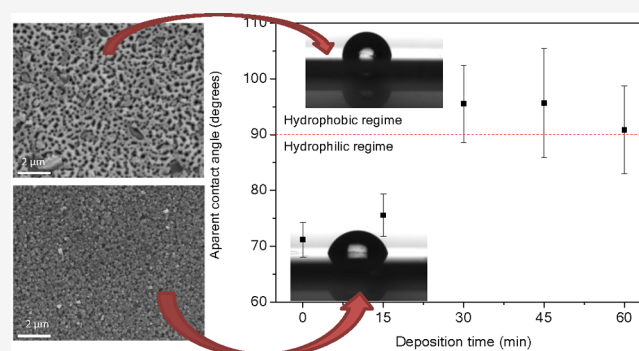 2 μm
2 μm
Apparent contact angle (degrees)
110
100
90
80
70
60
Hydrophobic regime
Hydrophilic regime
0
15
30
45
60
Deposition time (min)